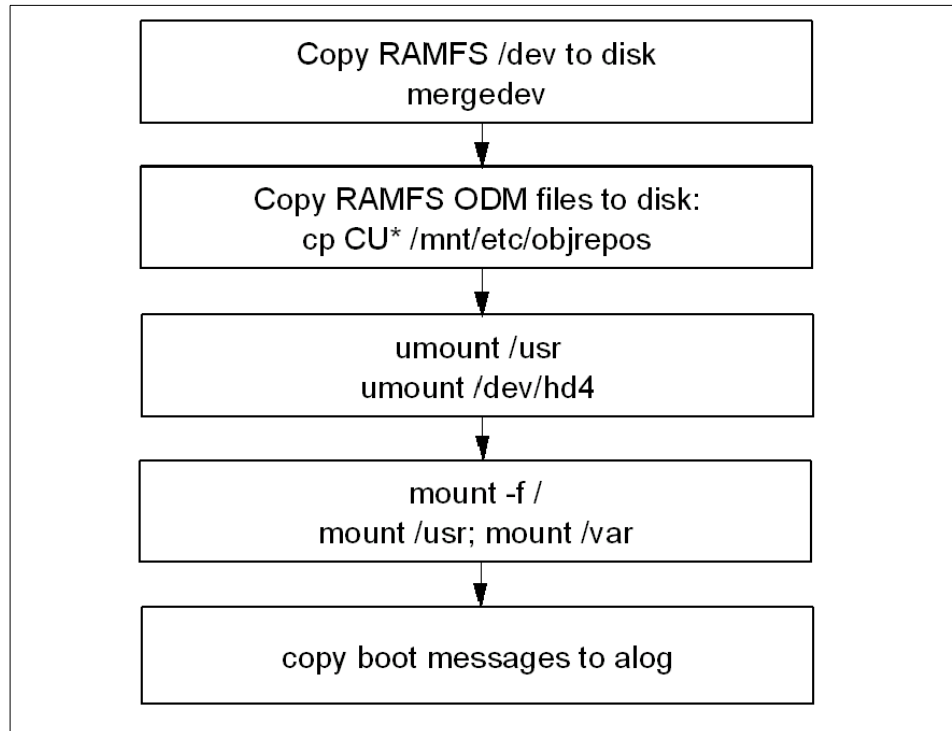 Copy RAMFS /dev to disk
mergedev
Copy RAMFS ODM files to disk:
cp CU* /mnt/etc/objrepos
umount /usr
umount /dev/hd4
mount -f /
mount /usr; mount /var
copy boot messages to alog